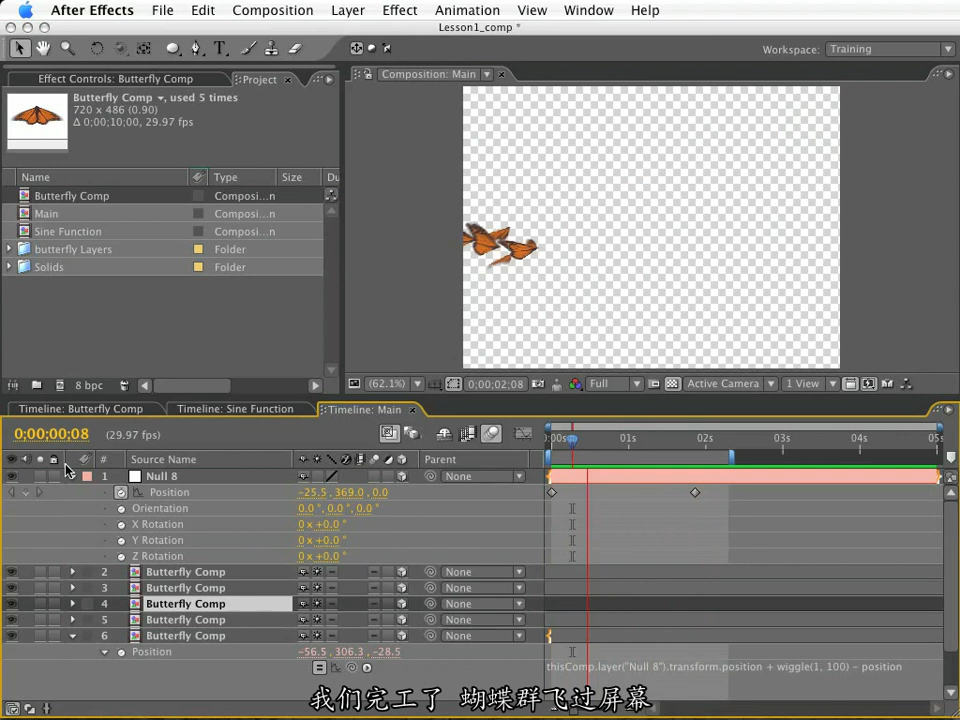 After Effects File Edit Composition Layer Effect Animation View Window Help
Lesson1_comp *
Workspace: Training
Effect Controls: Butterfly Comp Project
Composition: Main
Butterfly Comp , used 5 times
720 x 486 (0.90)
Δ 0;00;10;00, 29.97 fps
Name Type Size Du
Butterfly Comp Composi...n
Main Composi...n
Sine Function Composi...n
butterfly Layers Folder
Solids Folder
8 bpc
(62.1%) 0;00;02;08 Full Active Camera 1 View
Timeline: Butterfly Comp Timeline: Sine Function Timeline: Main
0;00;00;08 (29.97 fps)
# Source Name Parent
:00s 01s 02s 03s 04s 05s
1 Null 8 None
Position -25.5, 369.0, 0.0
Orientation 0.0°, 0.0°, 0.0°
X Rotation 0 x +0.0°
Y Rotation 0 x +0.0°
Z Rotation 0 x +0.0°
2 Butterfly Comp None
3 Butterfly Comp None
4 Butterfly Comp None
5 Butterfly Comp None
6 Butterfly Comp None
Position -56.5, 306.3, -28.5
thisComp.layer("Null 8").transform.position + wiggle(1, 100) - position
我们完工了 蝴蝶群飞过屏幕